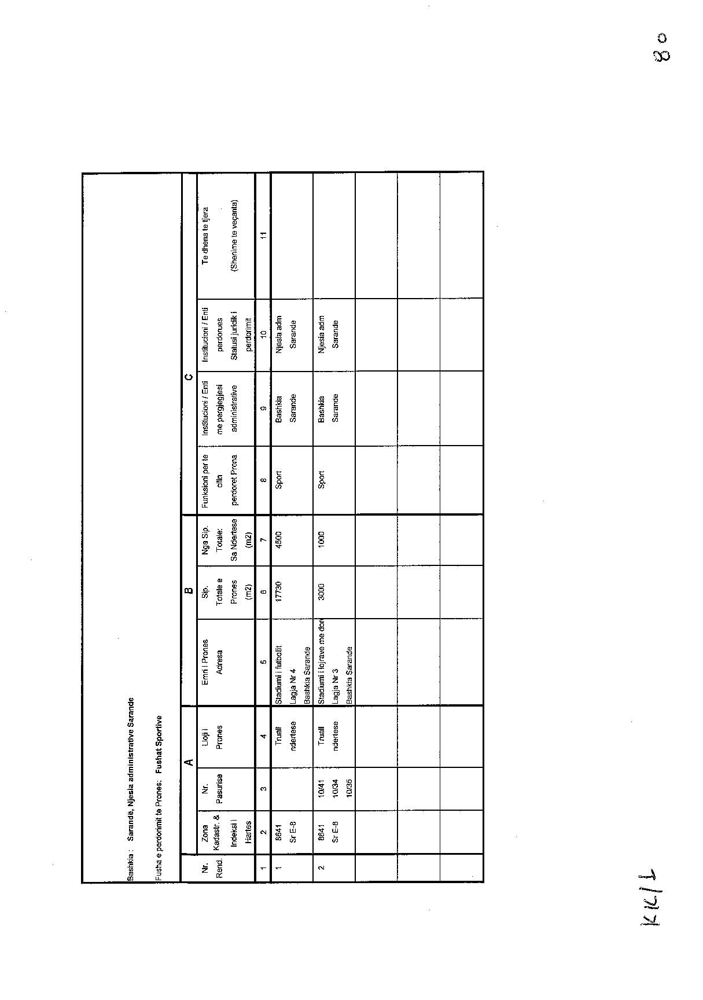 Bashkia : Sarandë, Njesia administrative Sarande
Fusha e perdorimit te Prones: Fushat Sportive
A B C
Nr. Rend. | Zona Kadastr. & Indeksi i Hartes | Nr. Pasurise | Lloji i Prones | Emri i Prones Adresa | Sip. Totale e Prones (m2) | Nga Sip. Totale: Sa Ndertese (m2) | Funksioni per te cilin perdoret Prona | Institucioni / Enti me pergjegjesi administrative | Institucioni / Enti perdorues Statusi juridik i perdorimit | Te dhena te tjera (Shenime te veçanta)
1 2 3 4 5 6 7 8 9 10 11
1 8641 Truall Stadiumi i futbollit 17730 4500 Sport Bashkia Njesia adm
Sr E-8 ndertese Lagja Nr 4 Sarande Sarande
Bashkia Sarande
2 8641 10/41 Truall Stadiumi i lojrave me dor 3000 1000 Sport Bashkia Njesia adm
Sr E-8 10/34 ndertese Lagja Nr 3 Sarande Sarande
10/35 Bashkia Sarande
80